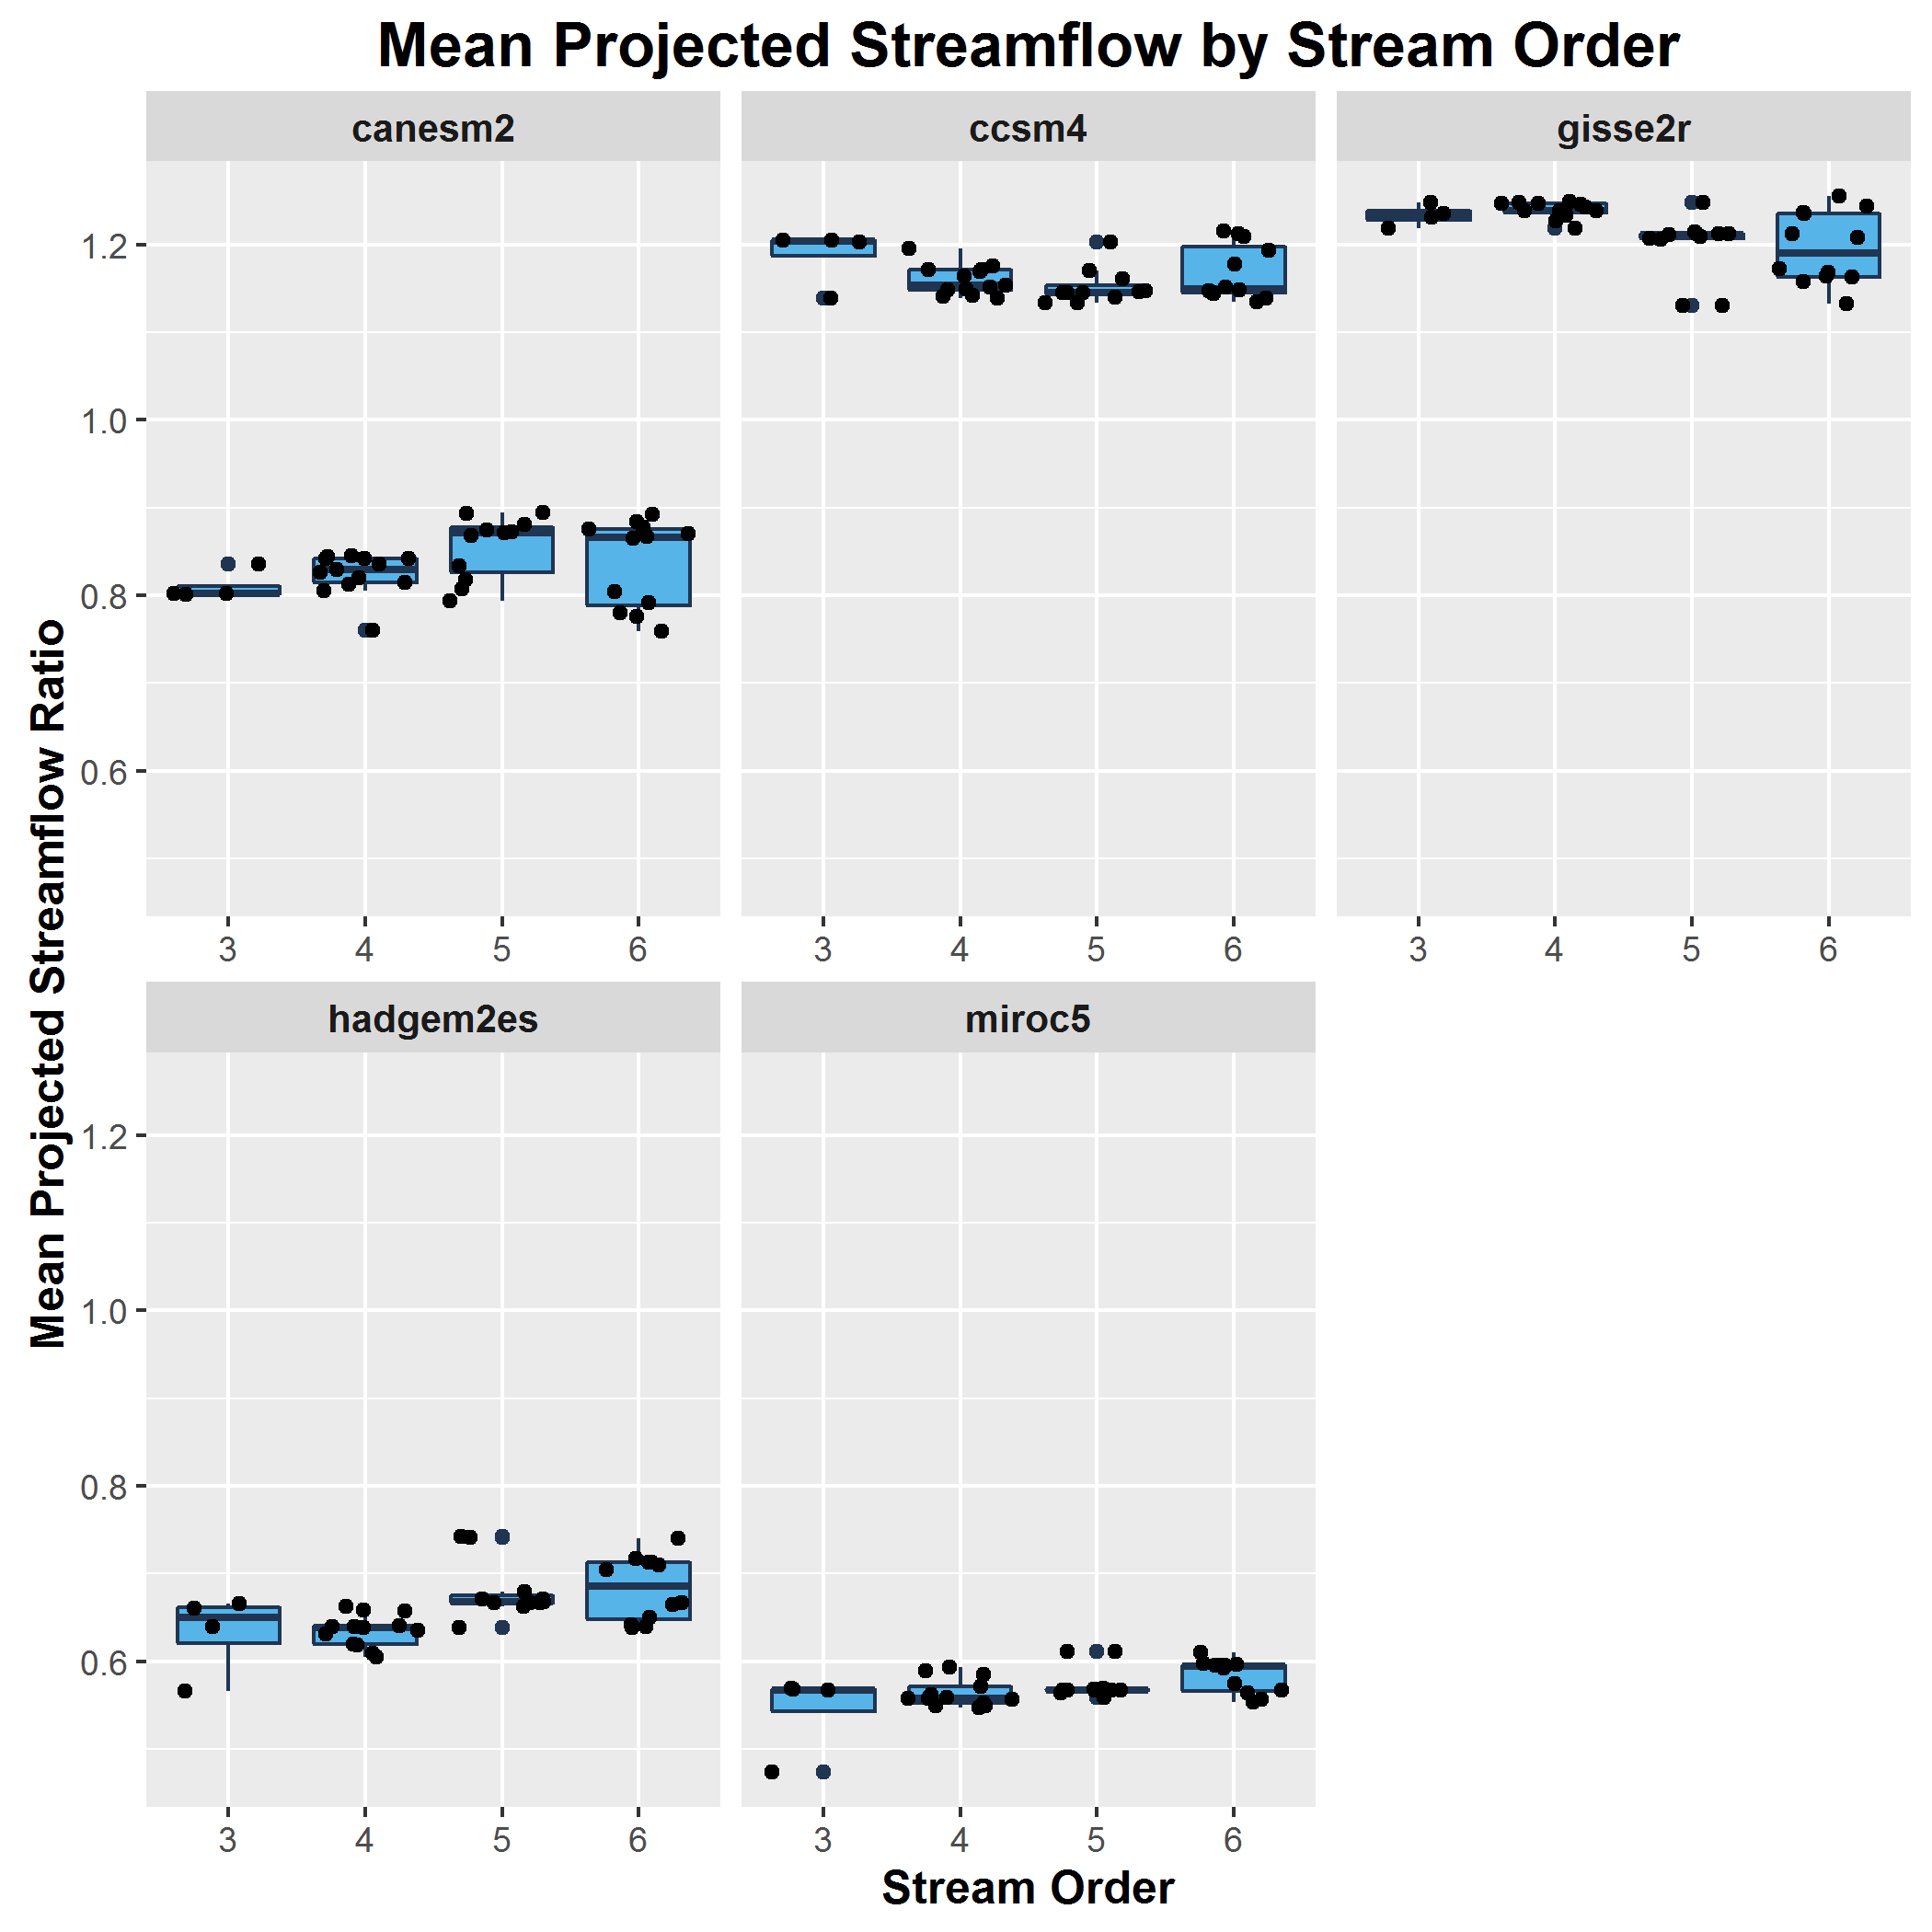 Mean Projected Streamflow by Stream Order
canesm2 ccsm4 gisse2r
1.2
1.0
0.8
0.6
3 4 5 6 3 4 5 6 3 4 5 6
Mean Projected Streamflow Ratio
hadgem2es miroc5
1.2
1.0
0.8
0.6
3 4 5 6 3 4 5 6
Stream Order